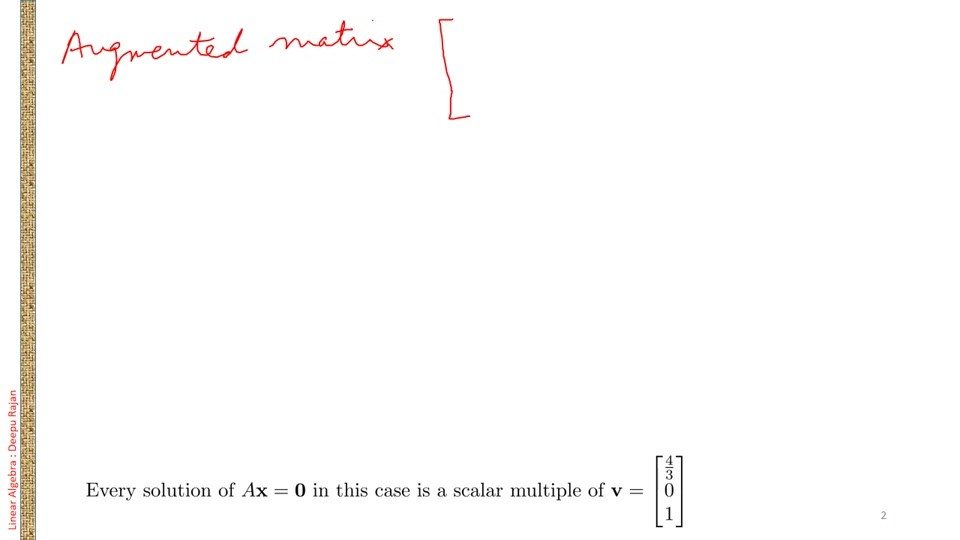 Augmented matrix [
Every solution of Ax = 0 in this case is a scalar multiple of v = [4/3 0 1]
2
Linear Algebra : Deepu Rajan